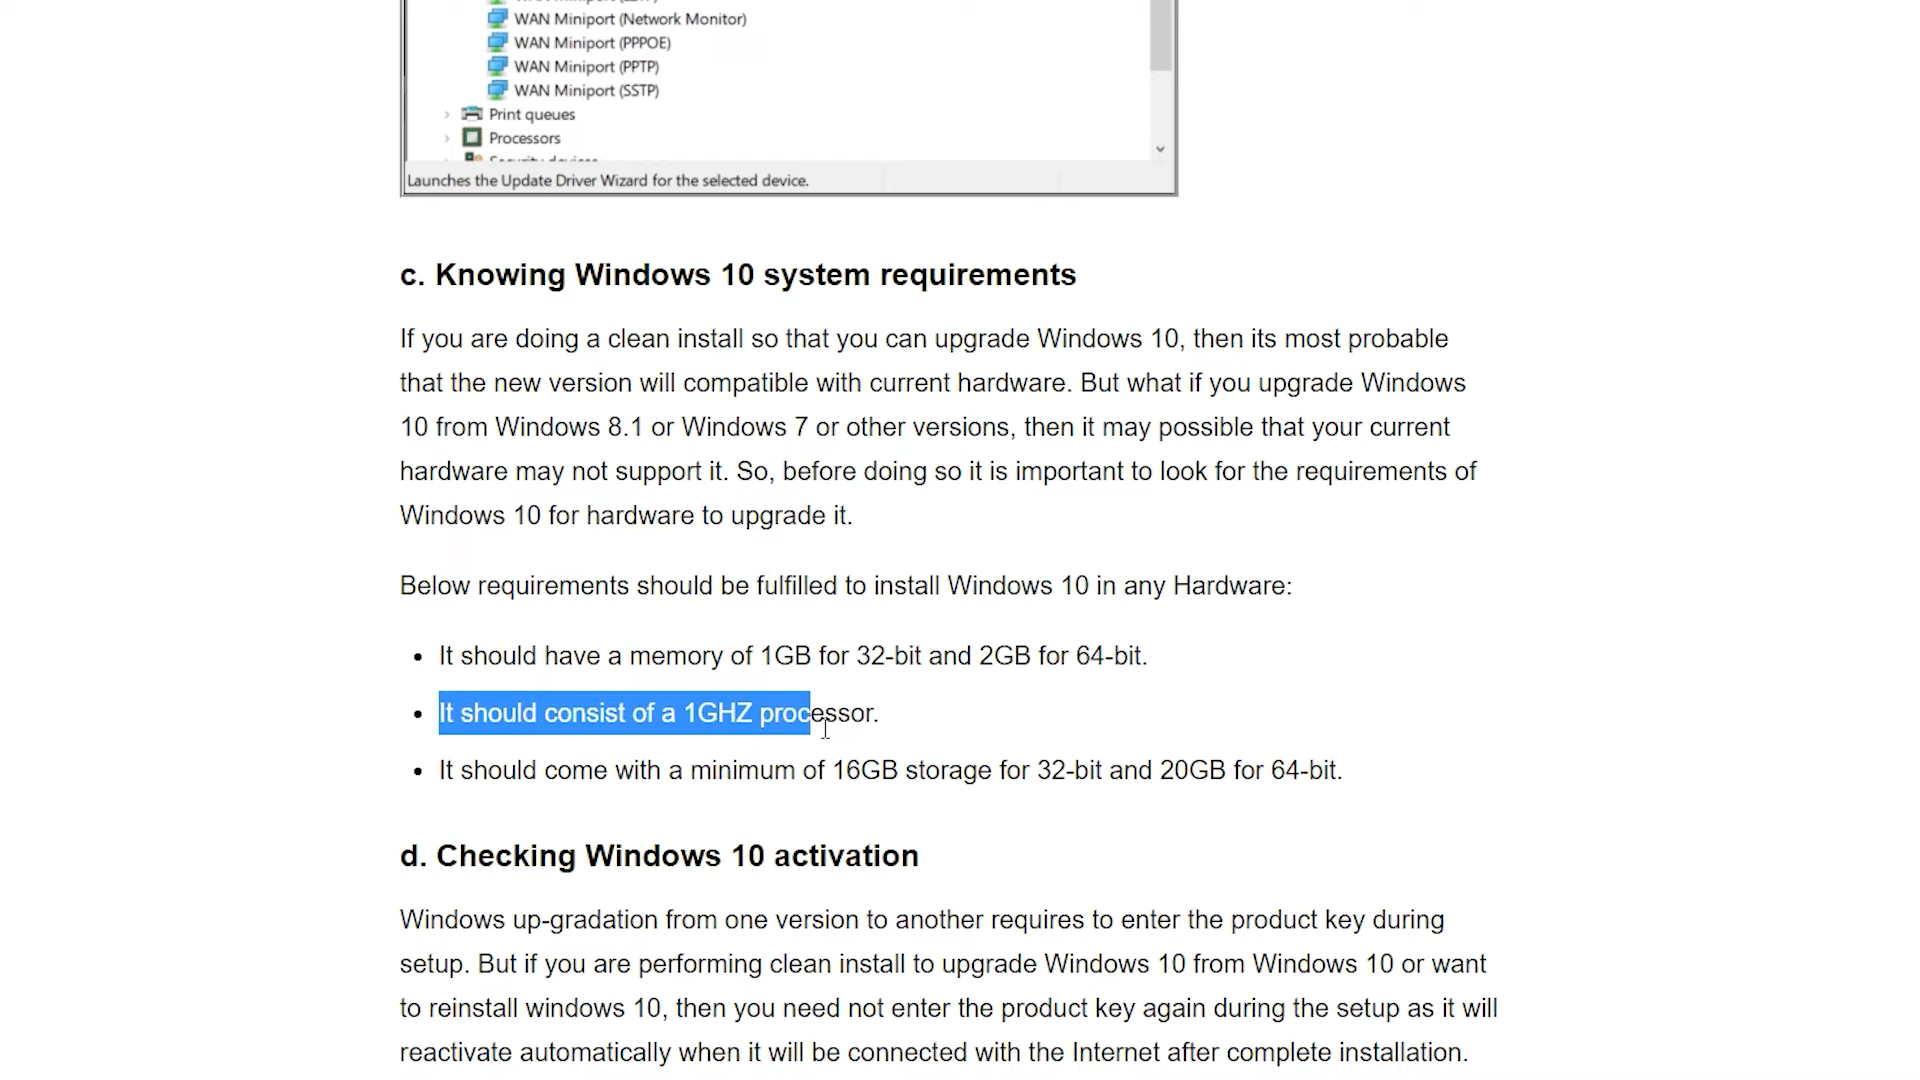 WAN Miniport (Network Monitor)
WAN Miniport (PPPOE)
WAN Miniport (PPTP)
WAN Miniport (SSTP)
Print queues
Processors
Launches the Update Driver Wizard for the selected device.
c. Knowing Windows 10 system requirements
If you are doing a clean install so that you can upgrade Windows 10, then its most probable
that the new version will compatible with current hardware. But what if you upgrade Windows
10 from Windows 8.1 or Windows 7 or other versions, then it may possible that your current
hardware may not support it. So, before doing so it is important to look for the requirements of
Windows 10 for hardware to upgrade it.
Below requirements should be fulfilled to install Windows 10 in any Hardware:
• It should have a memory of 1GB for 32-bit and 2GB for 64-bit.
• It should consist of a 1GHZ processor.
• It should come with a minimum of 16GB storage for 32-bit and 20GB for 64-bit.
d. Checking Windows 10 activation
Windows up-gradation from one version to another requires to enter the product key during
setup. But if you are performing clean install to upgrade Windows 10 from Windows 10 or want
to reinstall windows 10, then you need not enter the product key again during the setup as it will
reactivate automatically when it will be connected with the Internet after complete installation.